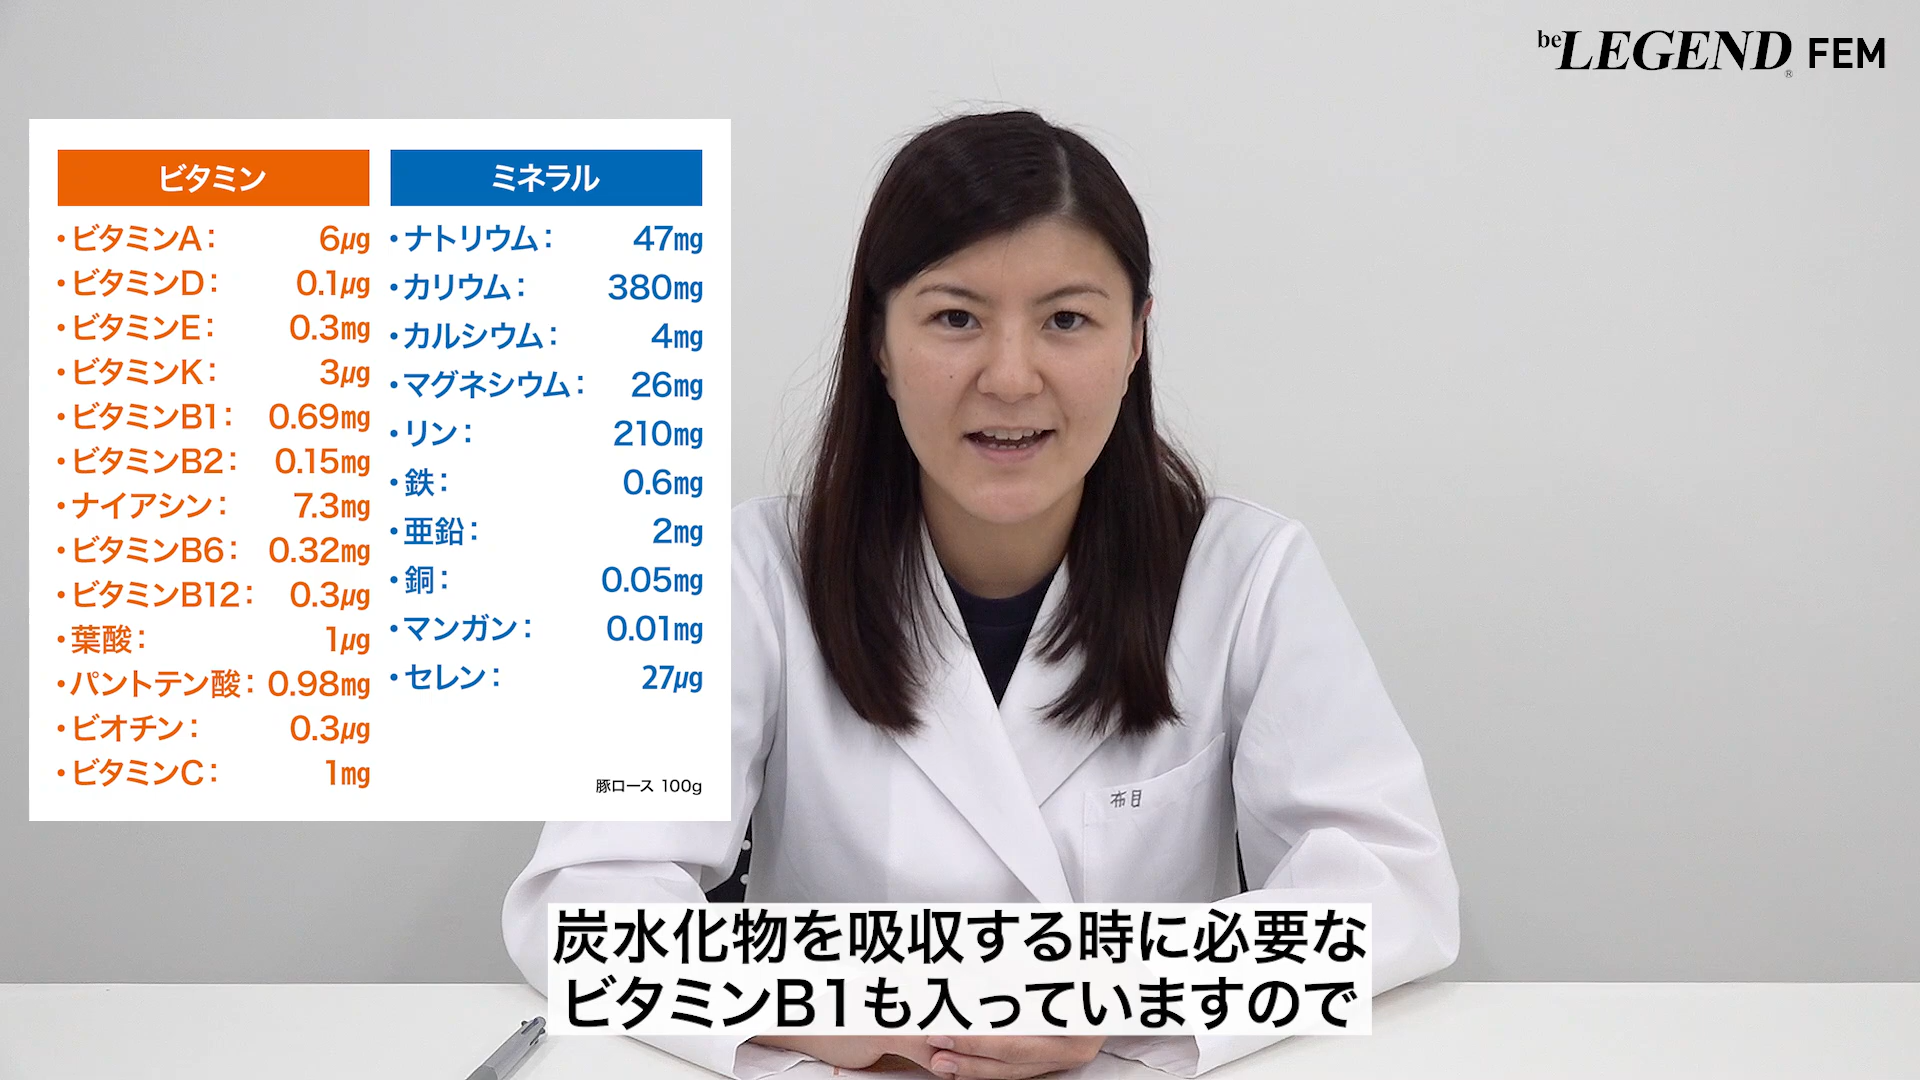 be LEGEND® FEM
ビタミン
・ビタミンA： 6μg
・ビタミンD： 0.1μg
・ビタミンE： 0.3mg
・ビタミンK： 3μg
・ビタミンB1： 0.69mg
・ビタミンB2： 0.15mg
・ナイアシン： 7.3mg
・ビタミンB6： 0.32mg
・ビタミンB12： 0.3μg
・葉酸： 1μg
・パントテン酸： 0.98mg
・ビオチン： 0.3μg
・ビタミンC： 1mg
ミネラル
・ナトリウム： 47mg
・カリウム： 380mg
・カルシウム： 4mg
・マグネシウム： 26mg
・リン： 210mg
・鉄： 0.6mg
・亜鉛： 2mg
・銅： 0.05mg
・マンガン： 0.01mg
・セレン： 27μg
豚ロース 100g
布目
炭水化物を吸収する時に必要な
ビタミンB1も入っていますので